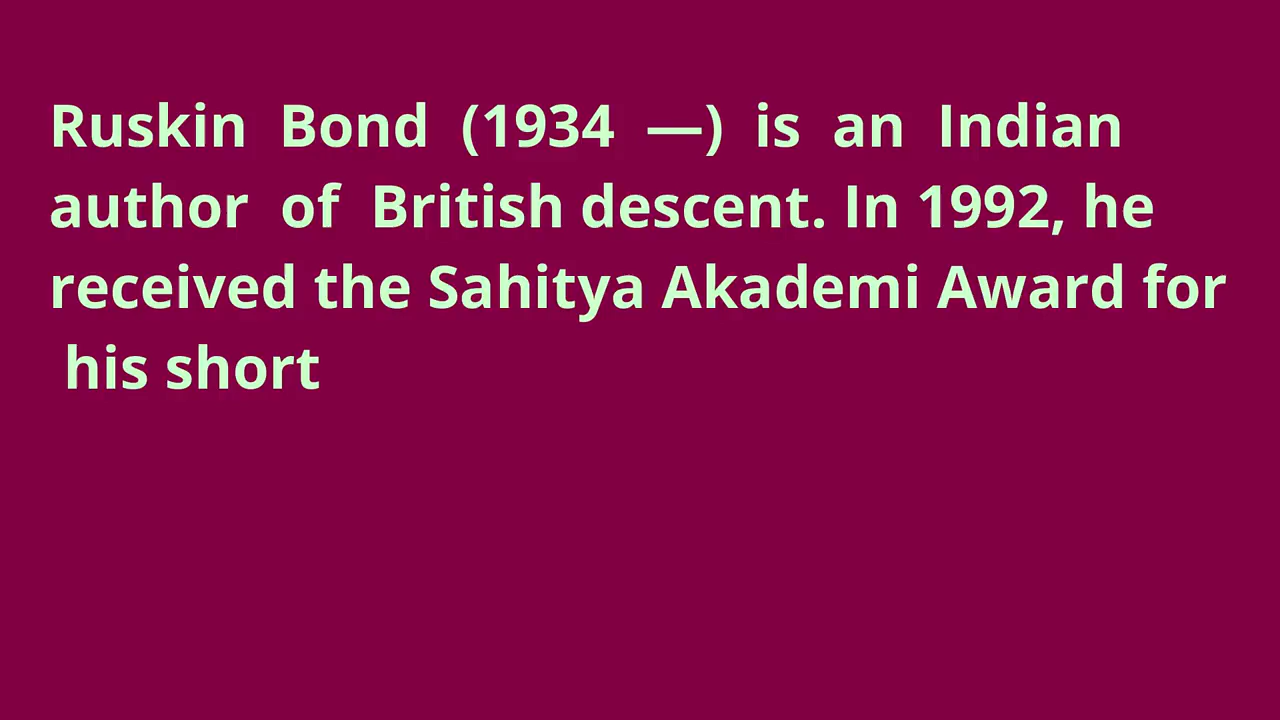 Ruskin Bond (1934 —) is an Indian
author of British descent. In 1992, he
received the Sahitya Akademi Award for
his short